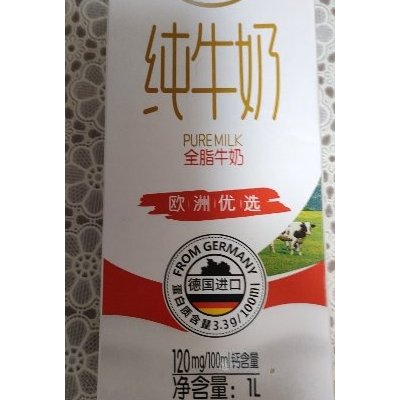 纯牛奶
PURE MILK
全脂牛奶
欧洲优选
FROM GERMANY
德国进口
蛋白质含量3.3g/100ml
120mg/100ml钙含量
净含量：1L